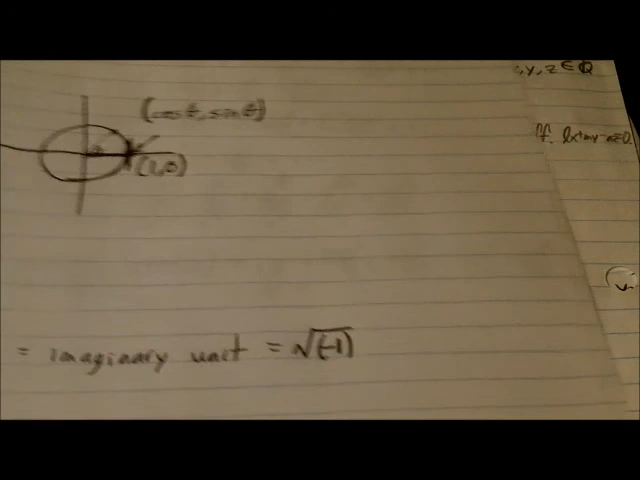 (cos θ, sin θ)
(1,0)
= imaginary unit = √(-1)
y, z ∈ ℚ